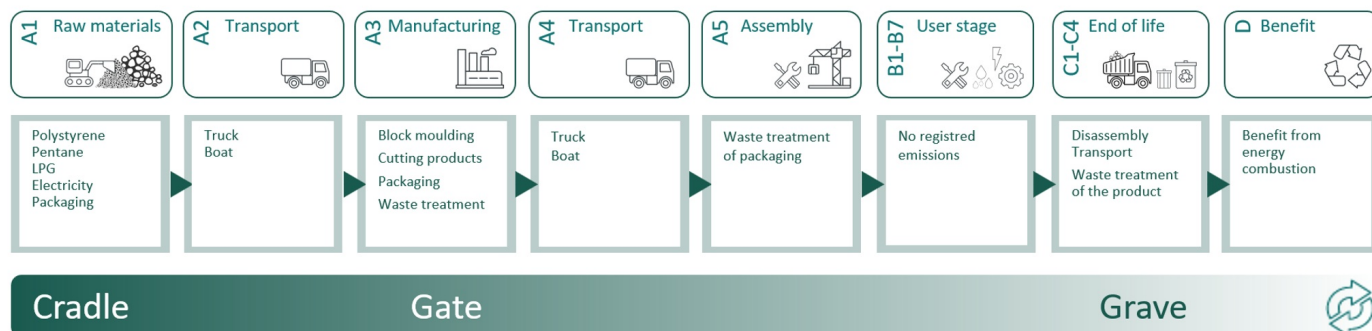 A1 Raw materials
A2 Transport
A3 Manufacturing
A4 Transport
A5 Assembly
B1-B7 User stage
C1-C4 End of life
D Benefit
Polystyrene
Pentane
LPG
Electricity
Packaging
Truck
Boat
Block moulding
Cutting products
Packaging
Waste treatment
Truck
Boat
Waste treatment
of packaging
No registred
emissions
Disassembly
Transport
Waste treatment
of the product
Benefit from
energy
combustion
Cradle
Gate
Grave